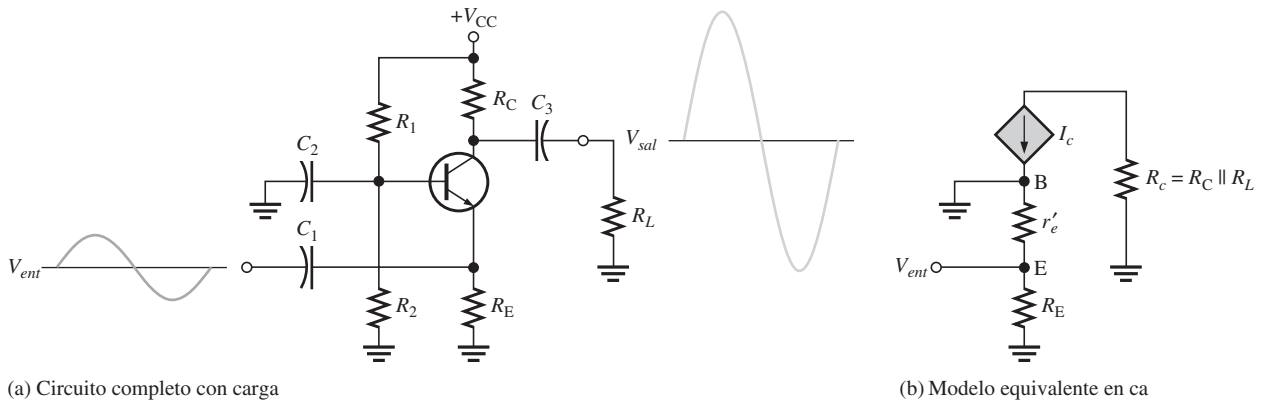 +V_CC
R_C
C_3
R_1
C_2
V_sal
I_c
B
R_c = R_C || R_L
R_L
r'_e
C_1
V_ent
V_ent
E
R_2
R_E
R_E
(a) Circuito completo con carga
(b) Modelo equivalente en ca